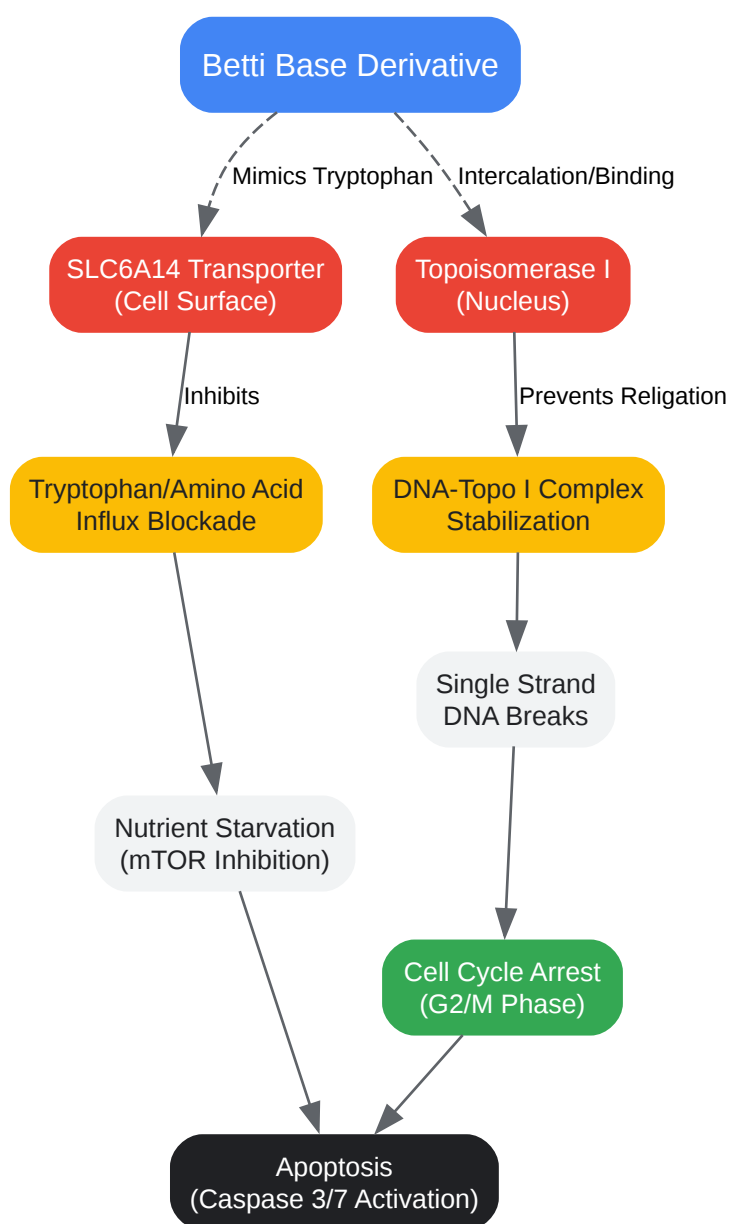 Betti Base Derivative
Mimics Tryptophan
Intercalation/Binding
SLC6A14 Transporter
(Cell Surface)
Topoisomerase I
(Nucleus)
Inhibits
Prevents Religation
Tryptophan/Amino Acid
Influx Blockade
DNA-Topo I Complex
Stabilization
Single Strand
DNA Breaks
Nutrient Starvation
(mTOR Inhibition)
Cell Cycle Arrest
(G2/M Phase)
Apoptosis
(Caspase 3/7 Activation)